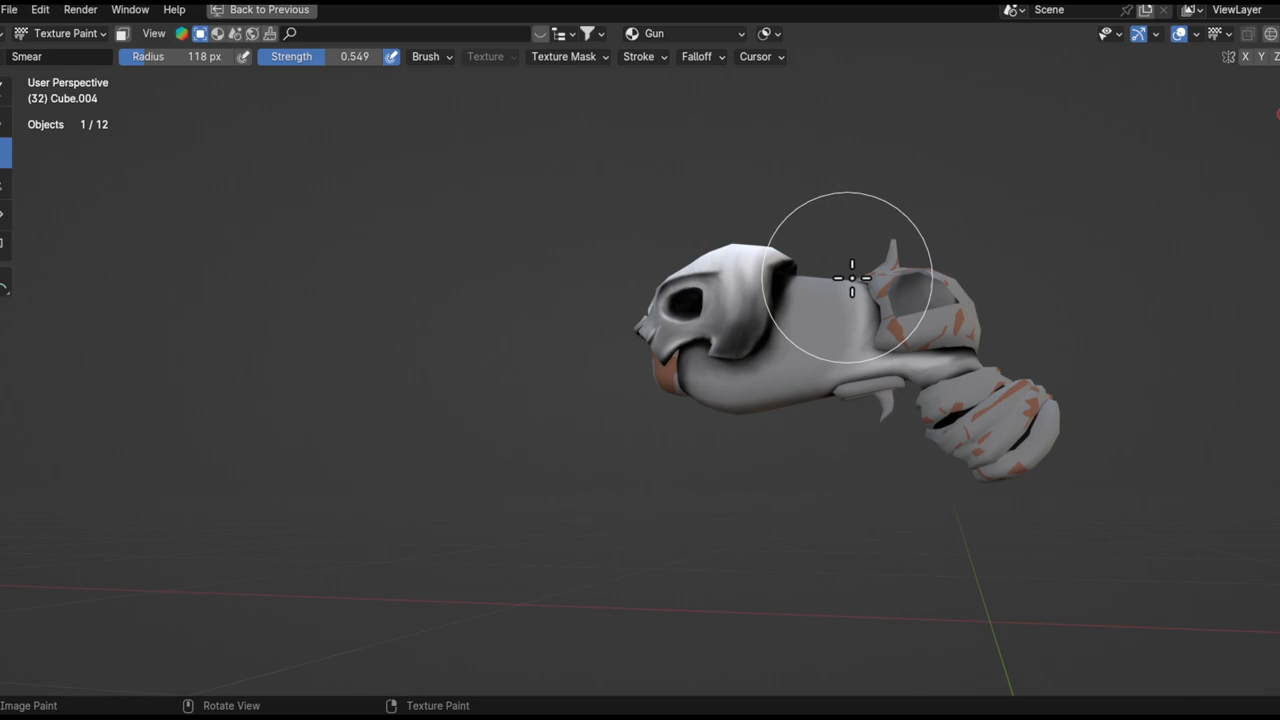 File Edit Render Window Help Back to Previous Scene ViewLayer
Texture Paint View Gun
Smear Radius 118 px Strength 0.549 Brush Texture Texture Mask Stroke Falloff Cursor X Y Z
User Perspective
(32) Cube.004
Objects 1 / 12
Image Paint Rotate View Texture Paint